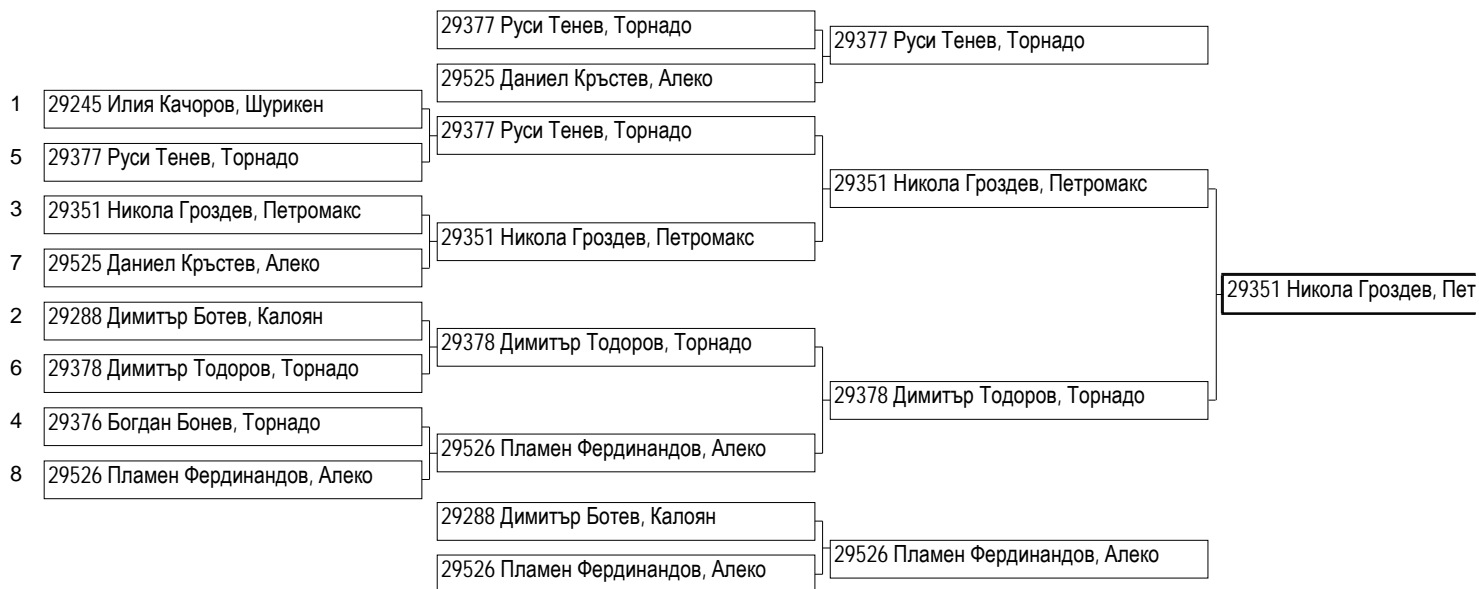 29377 Руси Тенев, Торнадо
29377 Руси Тенев, Торнадо
29525 Даниел Кръстев, Алеко
1 29245 Илия Качоров, Шурикен
29377 Руси Тенев, Торнадо
5 29377 Руси Тенев, Торнадо
29351 Никола Гроздев, Петромакс
3 29351 Никола Гроздев, Петромакс
29351 Никола Гроздев, Петромакс
7 29525 Даниел Кръстев, Алеко
29351 Никола Гроздев, Пет
2 29288 Димитър Ботев, Калоян
29378 Димитър Тодоров, Торнадо
6 29378 Димитър Тодоров, Торнадо
29378 Димитър Тодоров, Торнадо
4 29376 Богдан Бонев, Торнадо
29526 Пламен Фердинандов, Алеко
8 29526 Пламен Фердинандов, Алеко
29288 Димитър Ботев, Калоян
29526 Пламен Фердинандов, Алеко
29526 Пламен Фердинандов, Алеко